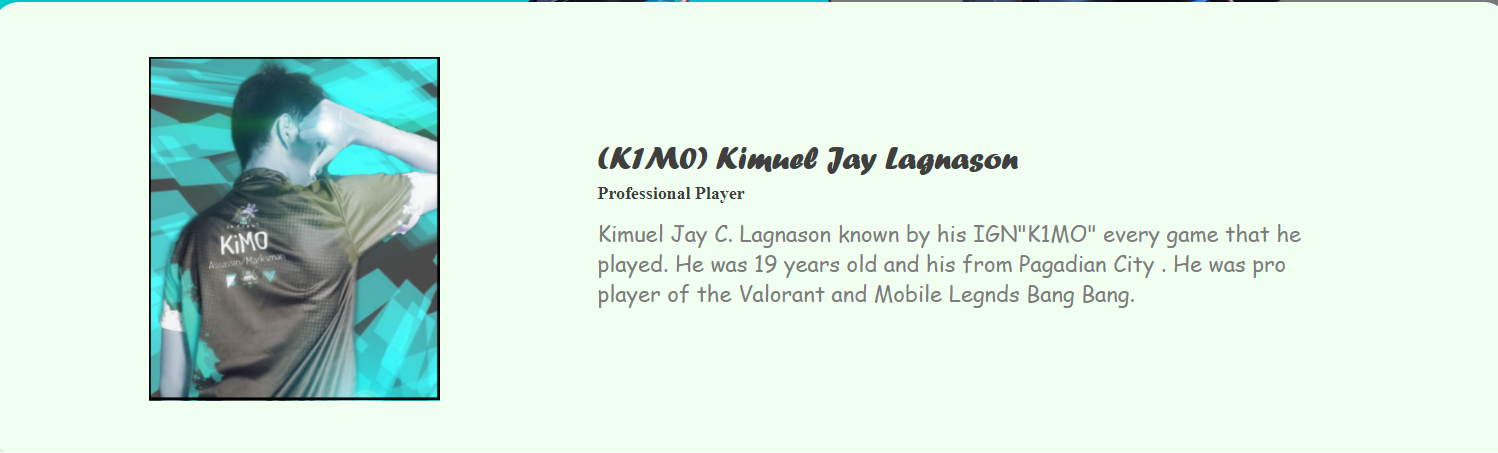 KiMO
Assassin/Marksman
(K1M0) Kimuel Jay Lagnason
Professional Player
Kimuel Jay C. Lagnason known by his IGN"K1MO" every game that he
played. He was 19 years old and his from Pagadian City . He was pro
player of the Valorant and Mobile Legnds Bang Bang.